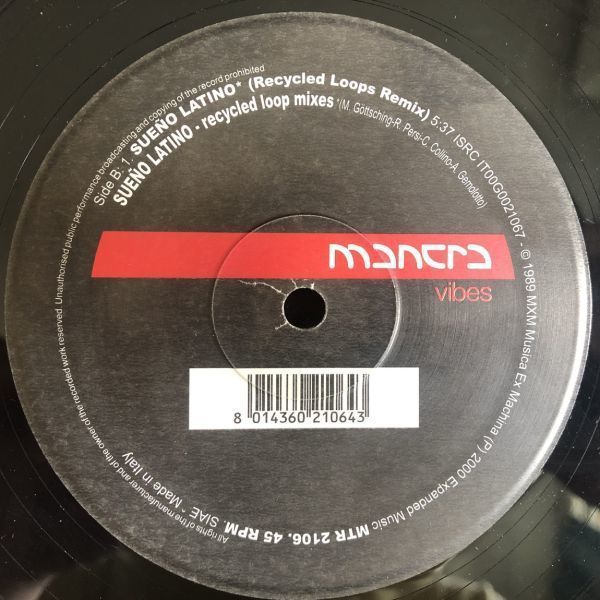 Side B: 1. SUEÑO LATINO* (Recycled Loops Remix) 5:37 ISRC IT00G0021067 - © 1989 MXM Musica Ex Machina (P) 2000 Expanded Music MTR 2106. 45 RPM. SIAE * Made in Italy
SUEÑO LATINO - recycled loop mixes *(M. Gottsching-R. Persi-C. Collino-A. Gemolotto)
All rights of the manufacturer and of the owner of the recorded work reserved. Unauthorised public performance broadcasting and copying of the record prohibited
mantra
vibes
8 014360 210643